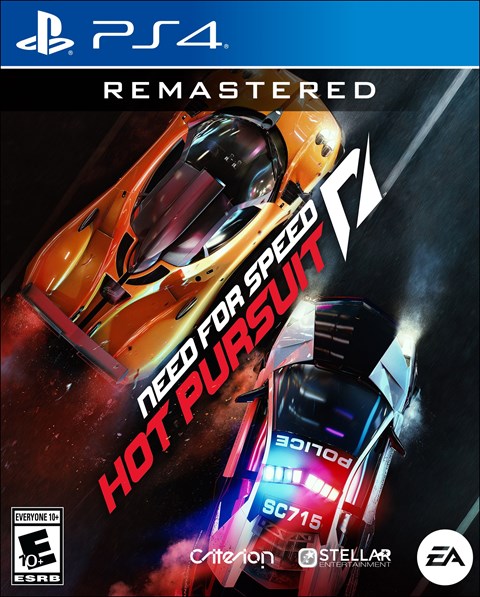 PS4
REMASTERED
NEED FOR SPEED
HOT PURSUIT
POLICE
SC715
EVERYONE 10+
E
10+
ESRB
Criterion
STELLAR
ENTERTAINMENT
EA